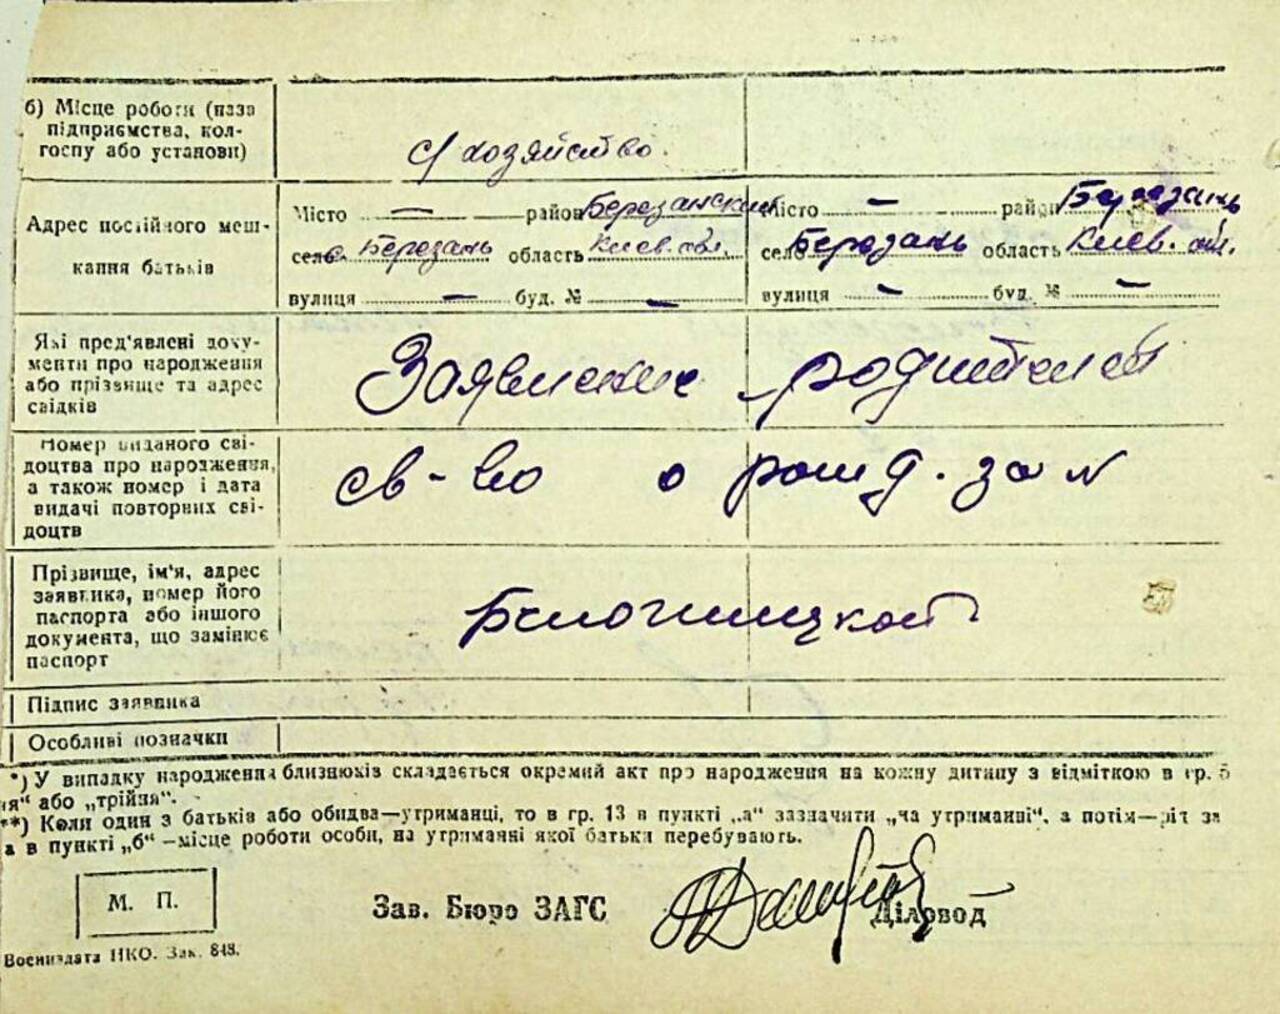 б) Місце роботи (назва
підприємства, кол-
госпу або установи)
с/хозяйство.
Адрес постійного меш-
кання батьків
Місто — район Березанский
село с. Березань область Киев. обл.
вулиця — буд. № —
Місто — район Березань
село Березань область Киев. обл.
вулиця — буд. № —
Які пред'явлені доку-
менти про народження
або прізвище та адрес
свідків
Заявление родителей
Номер виданого сві-
доцтва про народження,
а також номер і дата
видачі повторних сві-
доцтв
св-во о рожд. за N
Прізвище, ім'я, адрес
заявника, номер його
паспорта або іншого
документа, що замінює
паспорт
Підпис заявника
Особливі позначки
*) У випадку народження близнюків складається окремий акт про народження на кожну дитину з відміткою в гр. 5
ня“ або „трійня“.
**) Коли один з батьків або обидва—утриманці, то в гр. 13 в пункті „а“ зазначити „на утриманні“, а потім— за
а в пункті „б“ —місце роботи особи, на утриманні якої батьки перебувають.
М. П.
Зав. Бюро ЗАГС
Діловод
Воениздата НКО. Зак. 848.